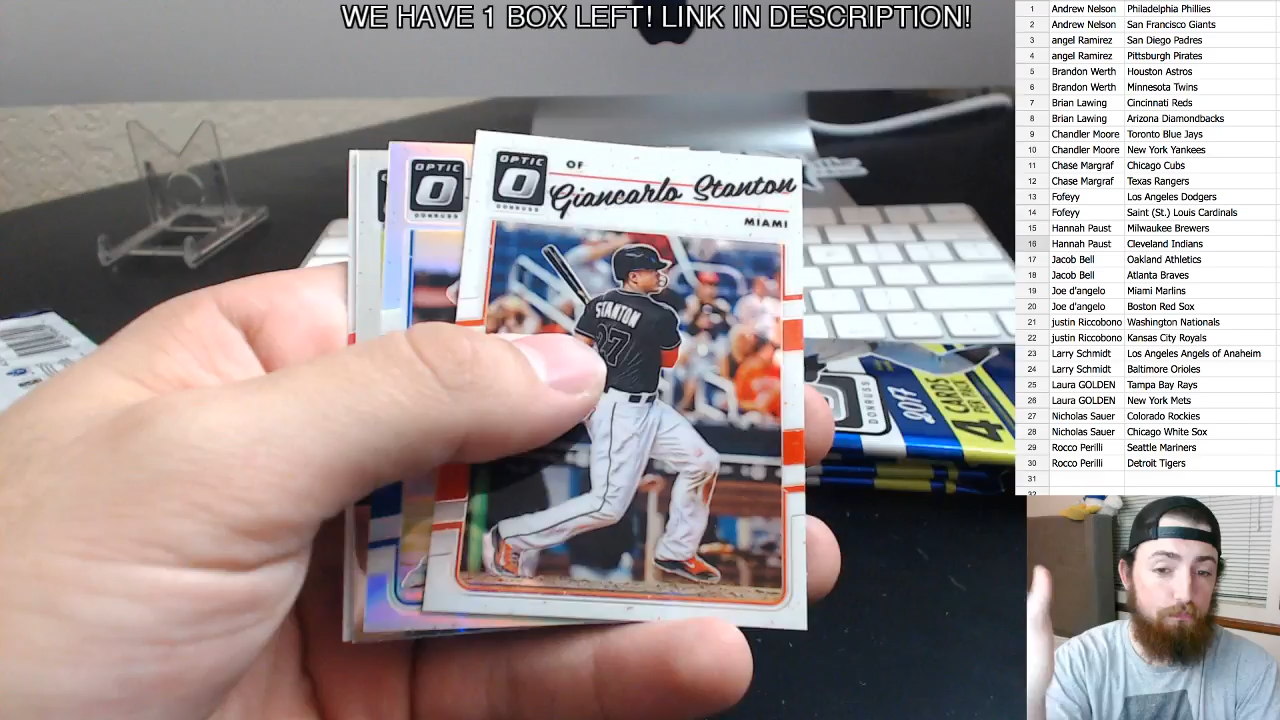 WE HAVE 1 BOX LEFT! LINK IN DESCRIPTION!
OPTIC
DONRUSS
OPTIC
DONRUSS
OF
Giancarlo Stanton
MIAMI
STANTON
27
DONRUSS
2017
4 CARDS
PER PACK
1 Andrew Nelson Philadelphia Phillies
2 Andrew Nelson San Francisco Giants
3 angel Ramirez San Diego Padres
4 angel Ramirez Pittsburgh Pirates
5 Brandon Werth Houston Astros
6 Brandon Werth Minnesota Twins
7 Brian Lawing Cincinnati Reds
8 Brian Lawing Arizona Diamondbacks
9 Chandler Moore Toronto Blue Jays
10 Chandler Moore New York Yankees
11 Chase Margraf Chicago Cubs
12 Chase Margraf Texas Rangers
13 Fofeyy Los Angeles Dodgers
14 Fofeyy Saint (St.) Louis Cardinals
15 Hannah Paust Milwaukee Brewers
16 Hannah Paust Cleveland Indians
17 Jacob Bell Oakland Athletics
18 Jacob Bell Atlanta Braves
19 Joe d'angelo Miami Marlins
20 Joe d'angelo Boston Red Sox
21 justin Riccobono Washington Nationals
22 justin Riccobono Kansas City Royals
23 Larry Schmidt Los Angeles Angels of Anaheim
24 Larry Schmidt Baltimore Orioles
25 Laura GOLDEN Tampa Bay Rays
26 Laura GOLDEN New York Mets
27 Nicholas Sauer Colorado Rockies
28 Nicholas Sauer Chicago White Sox
29 Rocco Perilli Seattle Mariners
30 Rocco Perilli Detroit Tigers
31
32